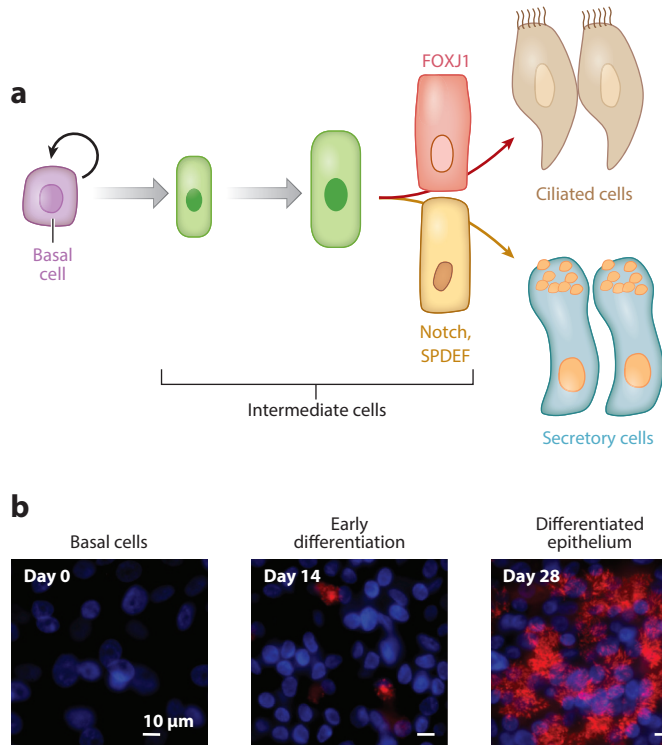 a
FOXJ1
Ciliated cells
Basal
cell
Notch,
SPDEF
Intermediate cells
Secretory cells
b
Basal cells
Early
differentiation
Differentiated
epithelium
Day 0
Day 14
Day 28
10 µm